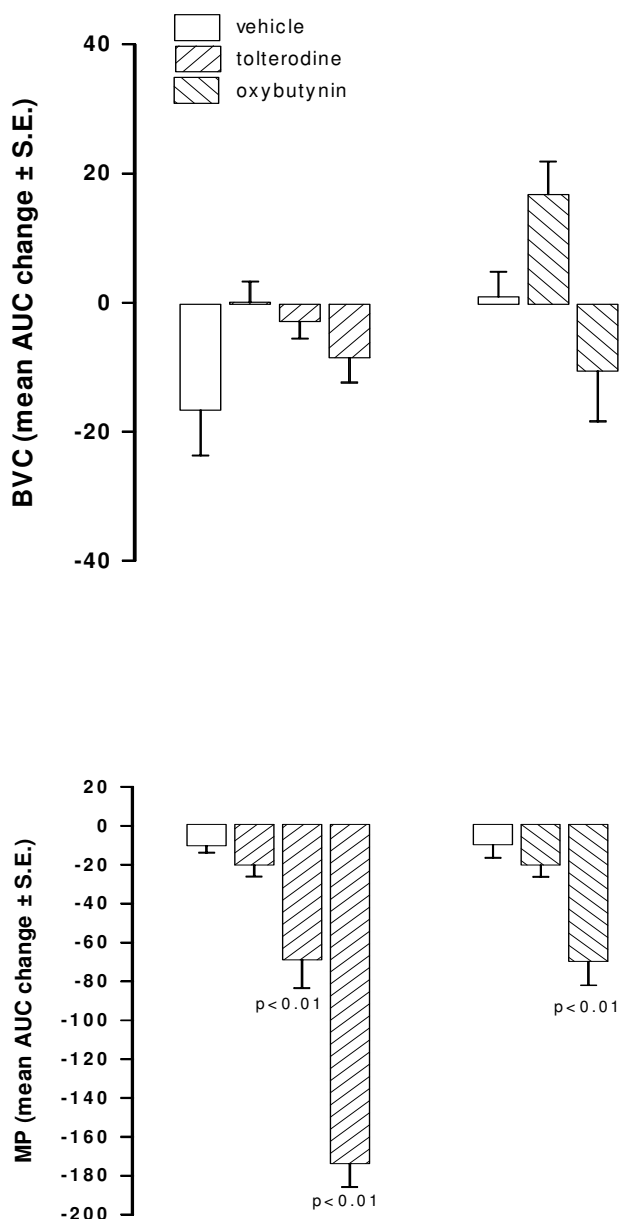 vehicle
tolterodine
oxybutynin
BVC (mean AUC change ± S.E.)
40
20
0
-20
-40
MP (mean AUC change ± S.E.)
20
0
-20
-40
-60
-80
-100
-120
-140
-160
-180
-200
p<0.01
p<0.01
p<0.01